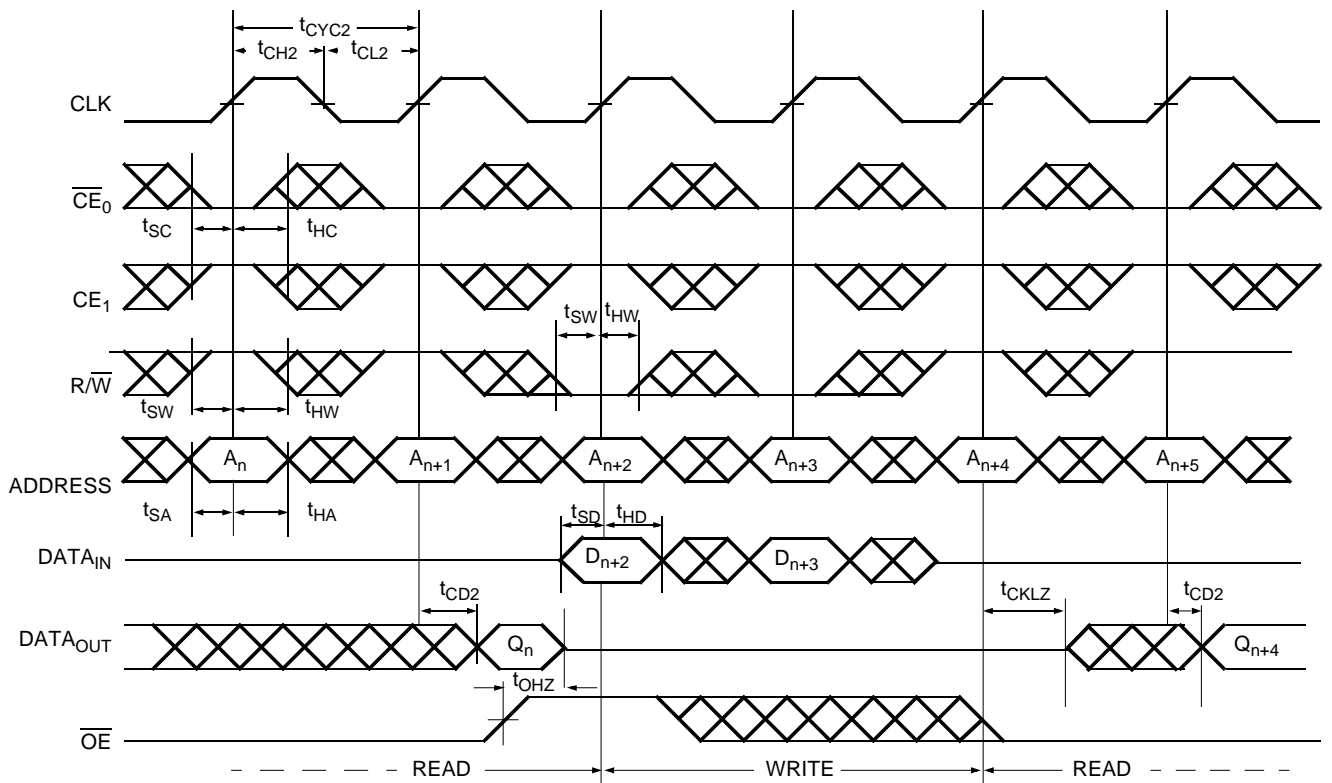 tCYC2
tCH2 tCL2
CLK
CE0
tSC tHC
CE1
tSW tHW
R/W
tSW tHW
An An+1 An+2 An+3 An+4 An+5
ADDRESS
tSA tHA
tSD tHD
DATAIN
Dn+2 Dn+3
tCD2 tCKLZ tCD2
DATAOUT
Qn Qn+4
tOHZ
OE
READ WRITE READ